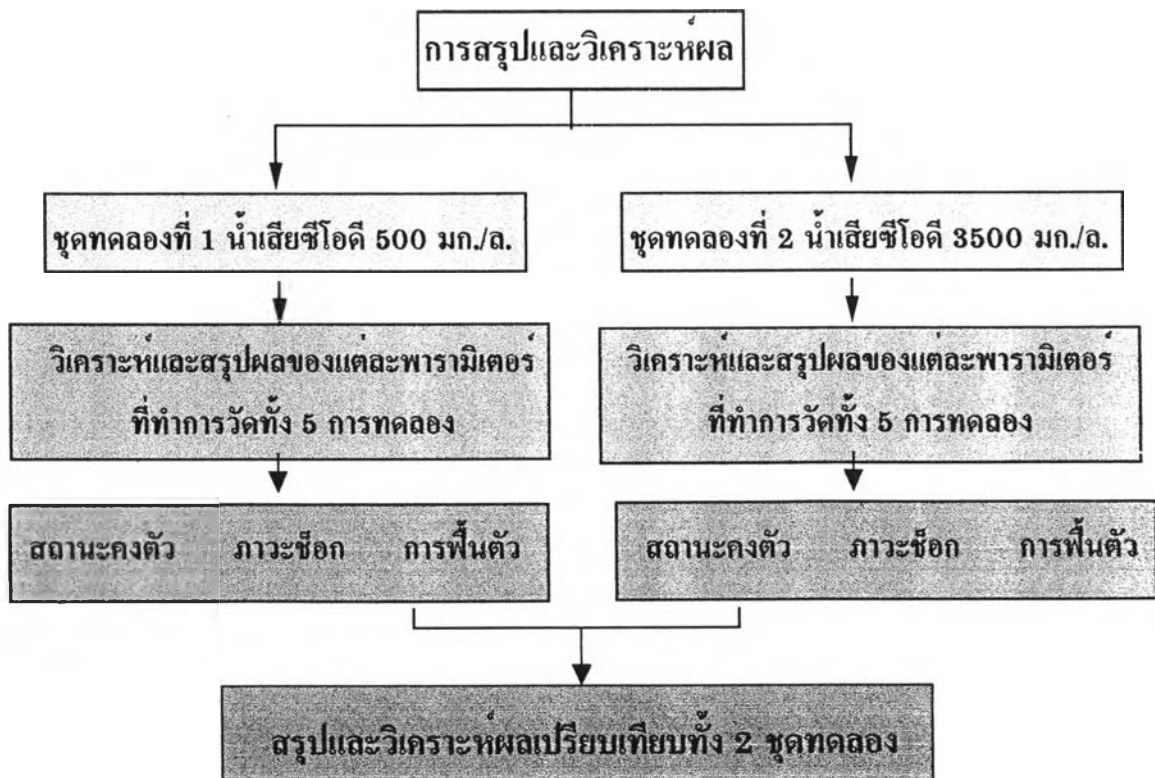 การสรุปและวิเคราะห์ผล
ชุดทดลองที่ 1 น้ำเสียซีโอดี 500 มก./ล.
ชุดทดลองที่ 2 น้ำเสียซีโอดี 3500 มก./ล.
วิเคราะห์และสรุปผลของแต่ละพารามิเตอร์
ที่ทำการวัดทั้ง 5 การทดลอง
วิเคราะห์และสรุปผลของแต่ละพารามิเตอร์
ที่ทำการวัดทั้ง 5 การทดลอง
สถานะคงตัว ภาวะช็อก การฟื้นตัว
สถานะคงตัว ภาวะช็อก การฟื้นตัว
สรุปและวิเคราะห์ผลเปรียบเทียบทั้ง 2 ชุดทดลอง